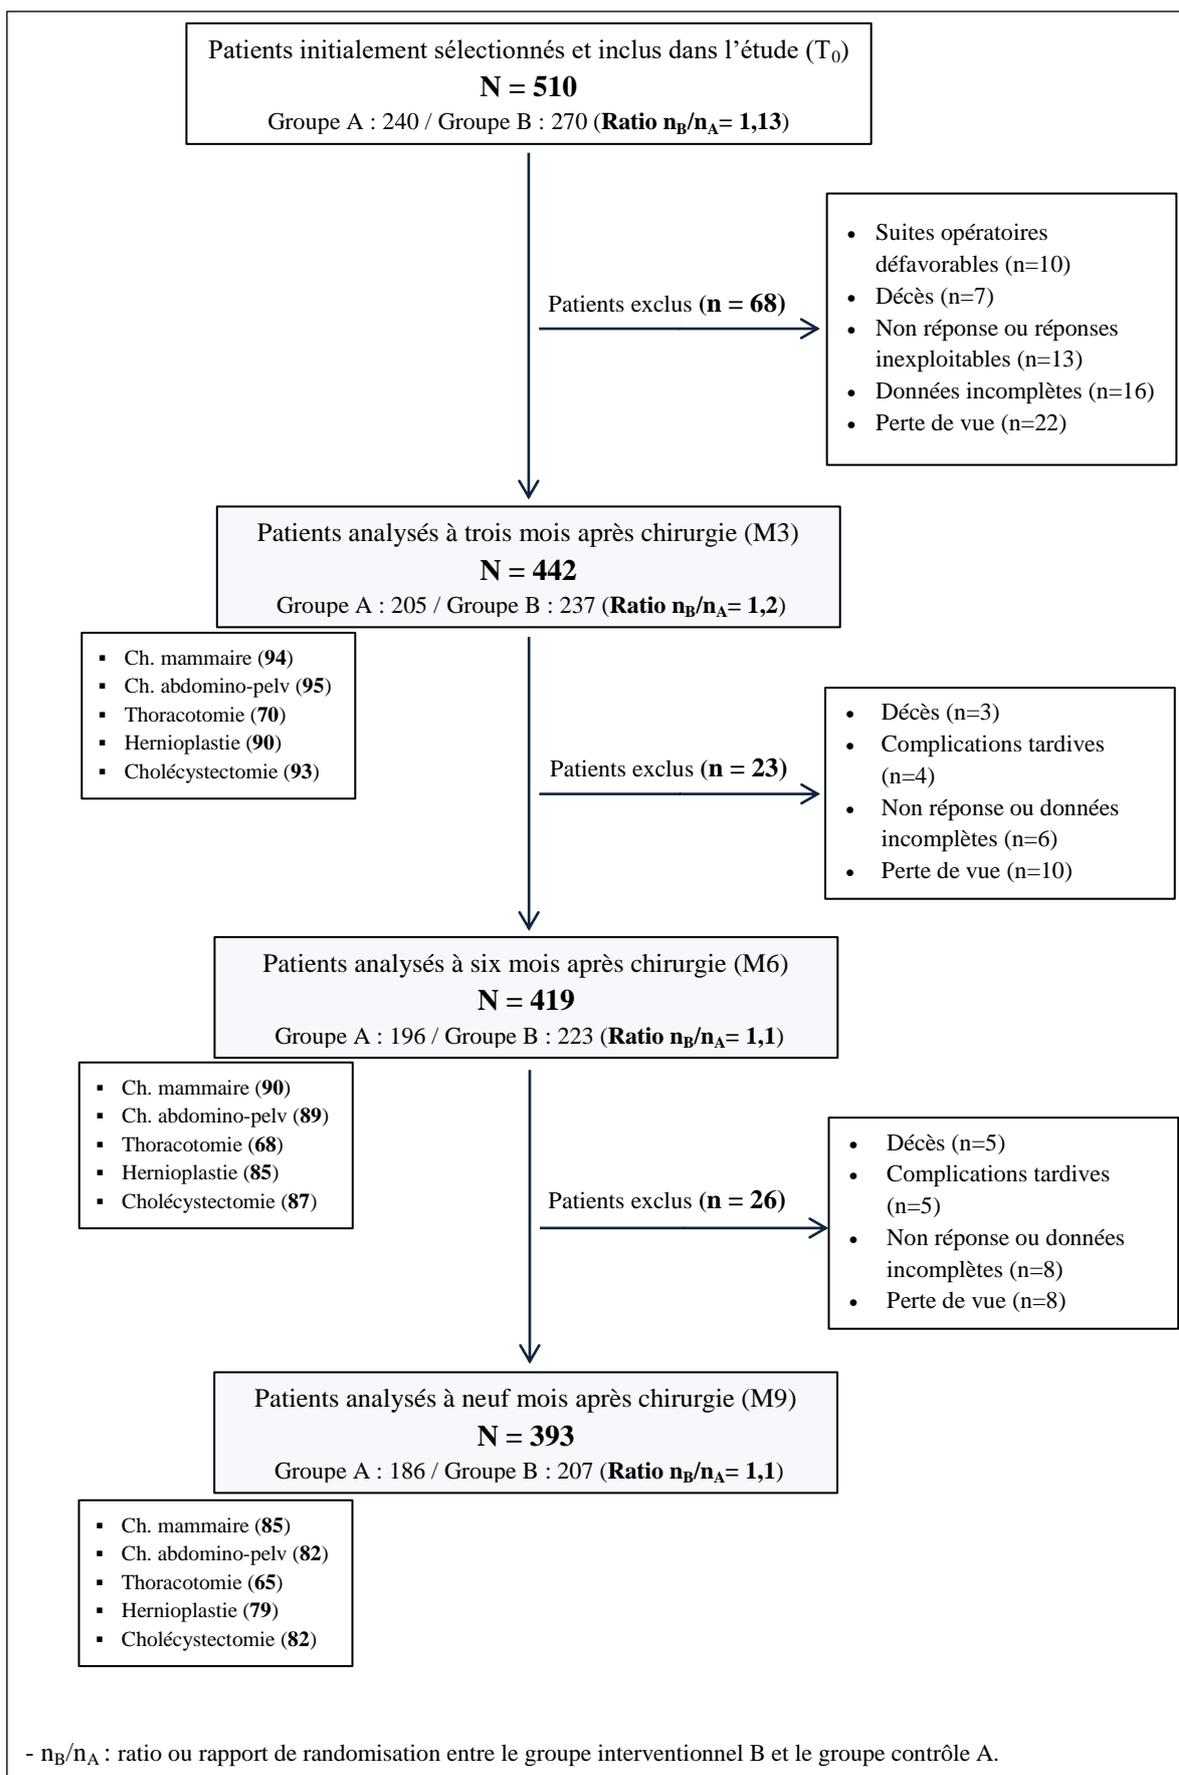 Patients initialement sélectionnés et inclus dans l'étude (T0)
N = 510
Groupe A : 240 / Groupe B : 270 (Ratio nB/nA= 1,13)
• Suites opératoires
défavorables (n=10)
• Décès (n=7)
• Non réponse ou réponses
inexploitables (n=13)
• Données incomplètes (n=16)
• Perte de vue (n=22)
Patients exclus (n = 68)
Patients analysés à trois mois après chirurgie (M3)
N = 442
Groupe A : 205 / Groupe B : 237 (Ratio nB/nA= 1,2)
▪ Ch. mammaire (94)
▪ Ch. abdomino-pelv (95)
▪ Thoracotomie (70)
▪ Hernioplastie (90)
▪ Cholécystectomie (93)
Patients exclus (n = 23)
• Décès (n=3)
• Complications tardives
(n=4)
• Non réponse ou données
incomplètes (n=6)
• Perte de vue (n=10)
Patients analysés à six mois après chirurgie (M6)
N = 419
Groupe A : 196 / Groupe B : 223 (Ratio nB/nA= 1,1)
▪ Ch. mammaire (90)
▪ Ch. abdomino-pelv (89)
▪ Thoracotomie (68)
▪ Hernioplastie (85)
▪ Cholécystectomie (87)
Patients exclus (n = 26)
• Décès (n=5)
• Complications tardives
(n=5)
• Non réponse ou données
incomplètes (n=8)
• Perte de vue (n=8)
Patients analysés à neuf mois après chirurgie (M9)
N = 393
Groupe A : 186 / Groupe B : 207 (Ratio nB/nA= 1,1)
▪ Ch. mammaire (85)
▪ Ch. abdomino-pelv (82)
▪ Thoracotomie (65)
▪ Hernioplastie (79)
▪ Cholécystectomie (82)
- nB/nA : ratio ou rapport de randomisation entre le groupe interventionnel B et le groupe contrôle A.